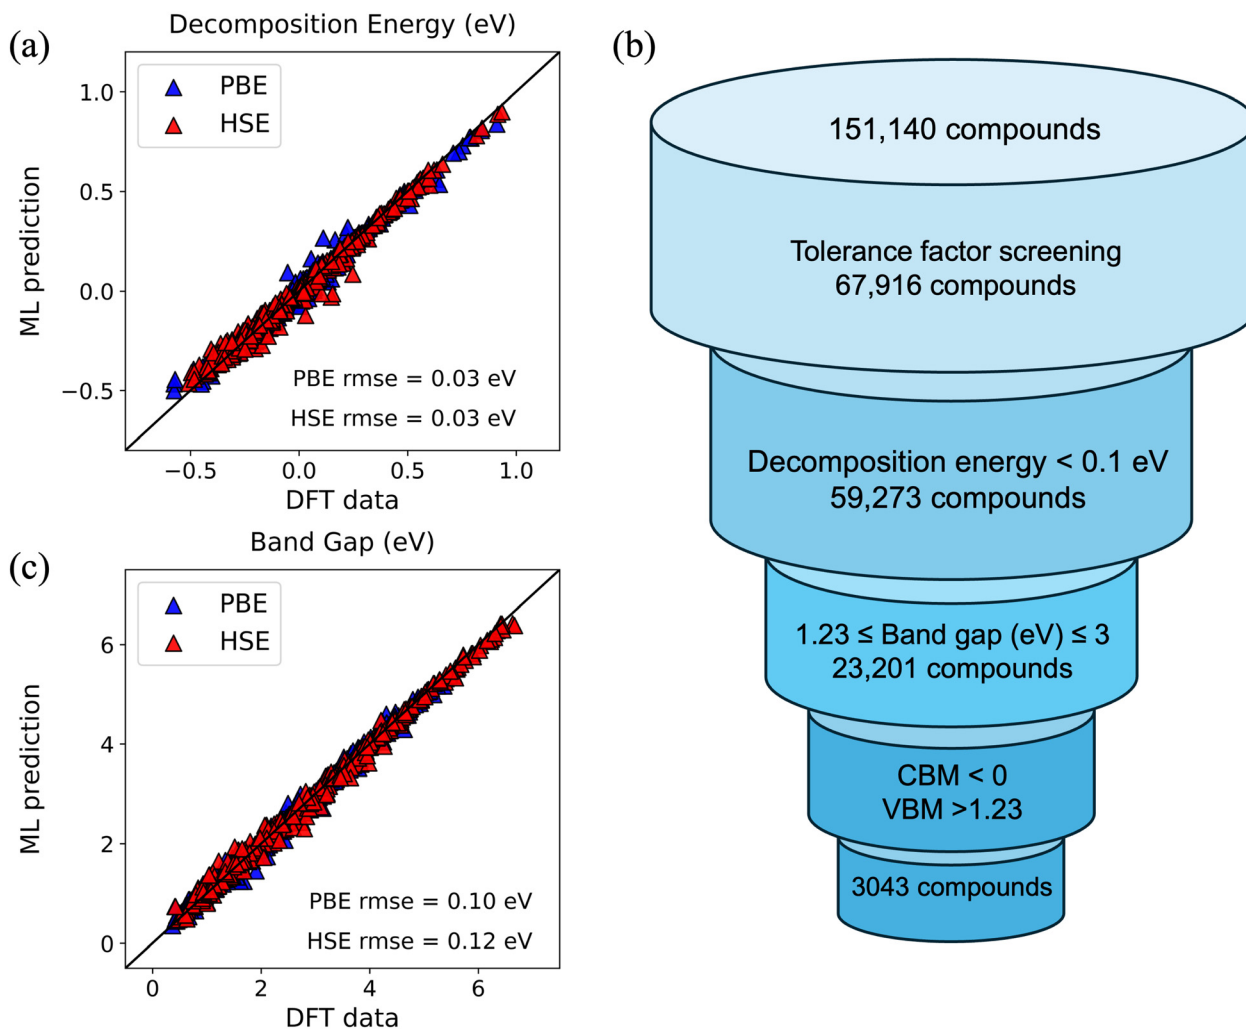 (a)
Decomposition Energy (eV)
PBE
HSE
1.0
0.5
0.0
−0.5
ML prediction
PBE rmse = 0.03 eV
HSE rmse = 0.03 eV
−0.5
0.0
0.5
1.0
DFT data
(b)
151,140 compounds
Tolerance factor screening
67,916 compounds
Decomposition energy < 0.1 eV
59,273 compounds
1.23 ≤ Band gap (eV) ≤ 3
23,201 compounds
CBM < 0
VBM >1.23
3043 compounds
(c)
Band Gap (eV)
PBE
HSE
6
4
2
0
ML prediction
PBE rmse = 0.10 eV
HSE rmse = 0.12 eV
0
2
4
6
DFT data